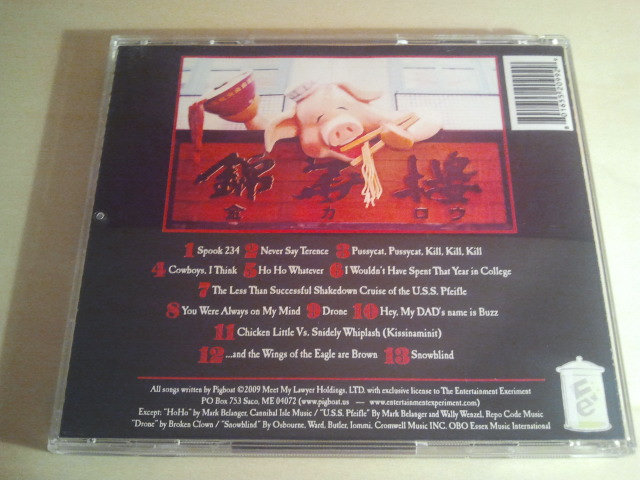 錦華樓
金カロウ
1 Spook 234 2 Never Say Terence 3 Pussycat, Pussycat, Kill, Kill, Kill
4 Cowboys, I Think 5 Ho Ho Whatever 6 I Wouldn't Have Spent That Year in College
7 The Less Than Successful Shakedown Cruise of the U.S.S. Pfeifle
8 You Were Always on My Mind 9 Drone 10 Hey, My DAD's name is Buzz
11 Chicken Little Vs. Snidely Whiplash (Kissinaminit)
12 ...and the Wings of the Eagle are Brown 13 Snowblind
All songs written by Pigboat ©2009 Meet My Lawyer Holdings, LTD. with exclusive license to The Entertainment Exeriment
PO Box 753 Saco, ME 04072 (www.pigboat.us — www.entertainmentexperiment.com)
Except: "HoHo" by Mark Belanger, Cannibal Isle Music / "U.S.S. Pfeifle" By Mark Belanger and Wally Wenzel, Repo Code Music
"Drone" by Broken Clown / "Snowblind" By Osbourne, Ward, Butler, Iommi, Cromwell Music INC. OBO Essex Music International